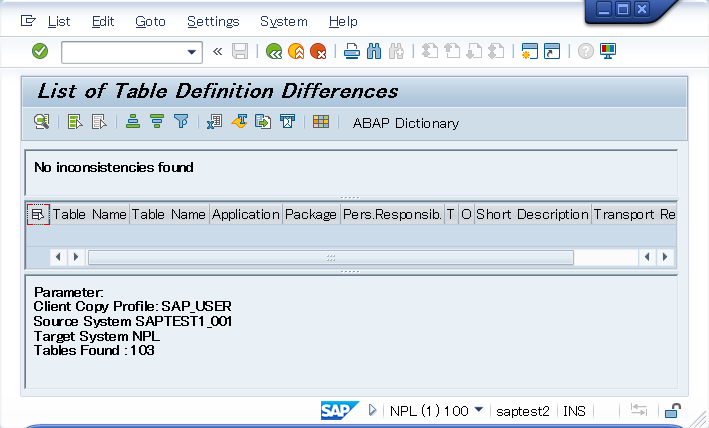 List Edit Goto Settings System Help
List of Table Definition Differences
ABAP Dictionary
No inconsistencies found
Table Name Table Name Application Package Pers.Responsib. T O Short Description Transport Re
Parameter:
Client Copy Profile: SAP_USER
Source System SAPTEST1_001
Target System NPL
Tables Found : 103
SAP NPL (1) 100 saptest2 INS